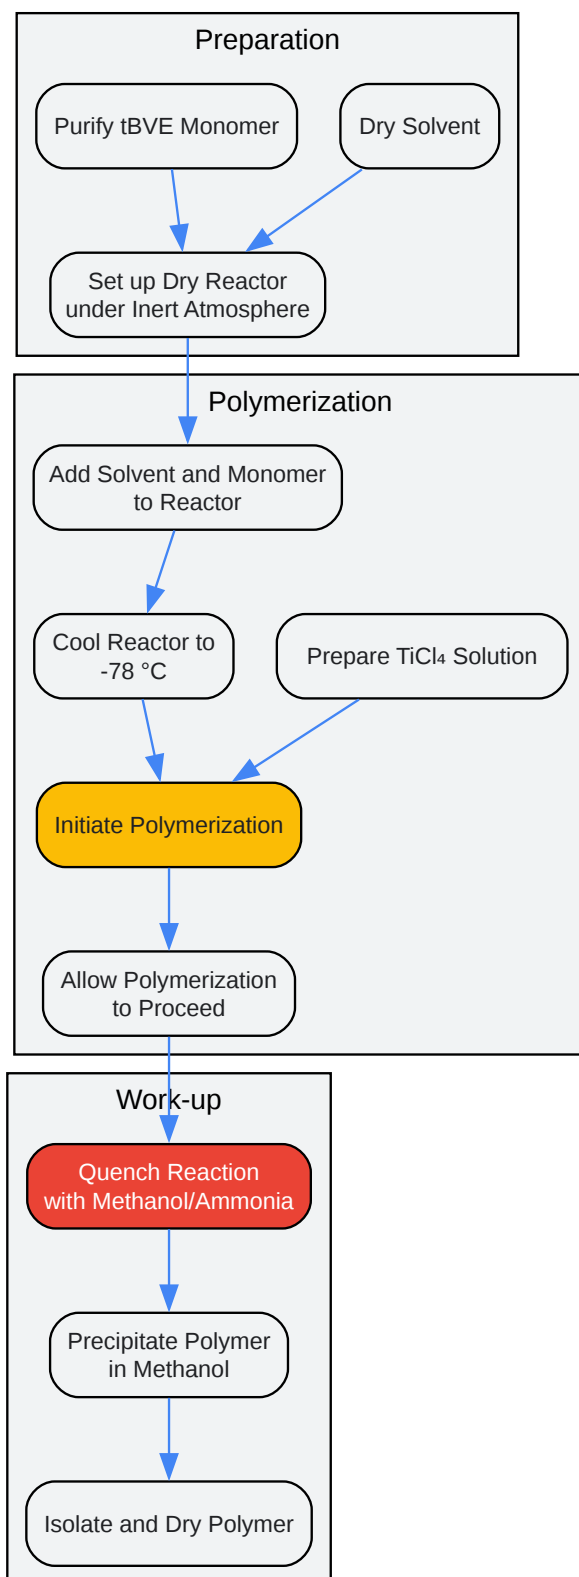 Preparation
Purify tBVE Monomer
Dry Solvent
Set up Dry Reactor
under Inert Atmosphere
Polymerization
Add Solvent and Monomer
to Reactor
Cool Reactor to
-78 °C
Prepare TiCl₄ Solution
Initiate Polymerization
Allow Polymerization
to Proceed
Work-up
Quench Reaction
with Methanol/Ammonia
Precipitate Polymer
in Methanol
Isolate and Dry Polymer